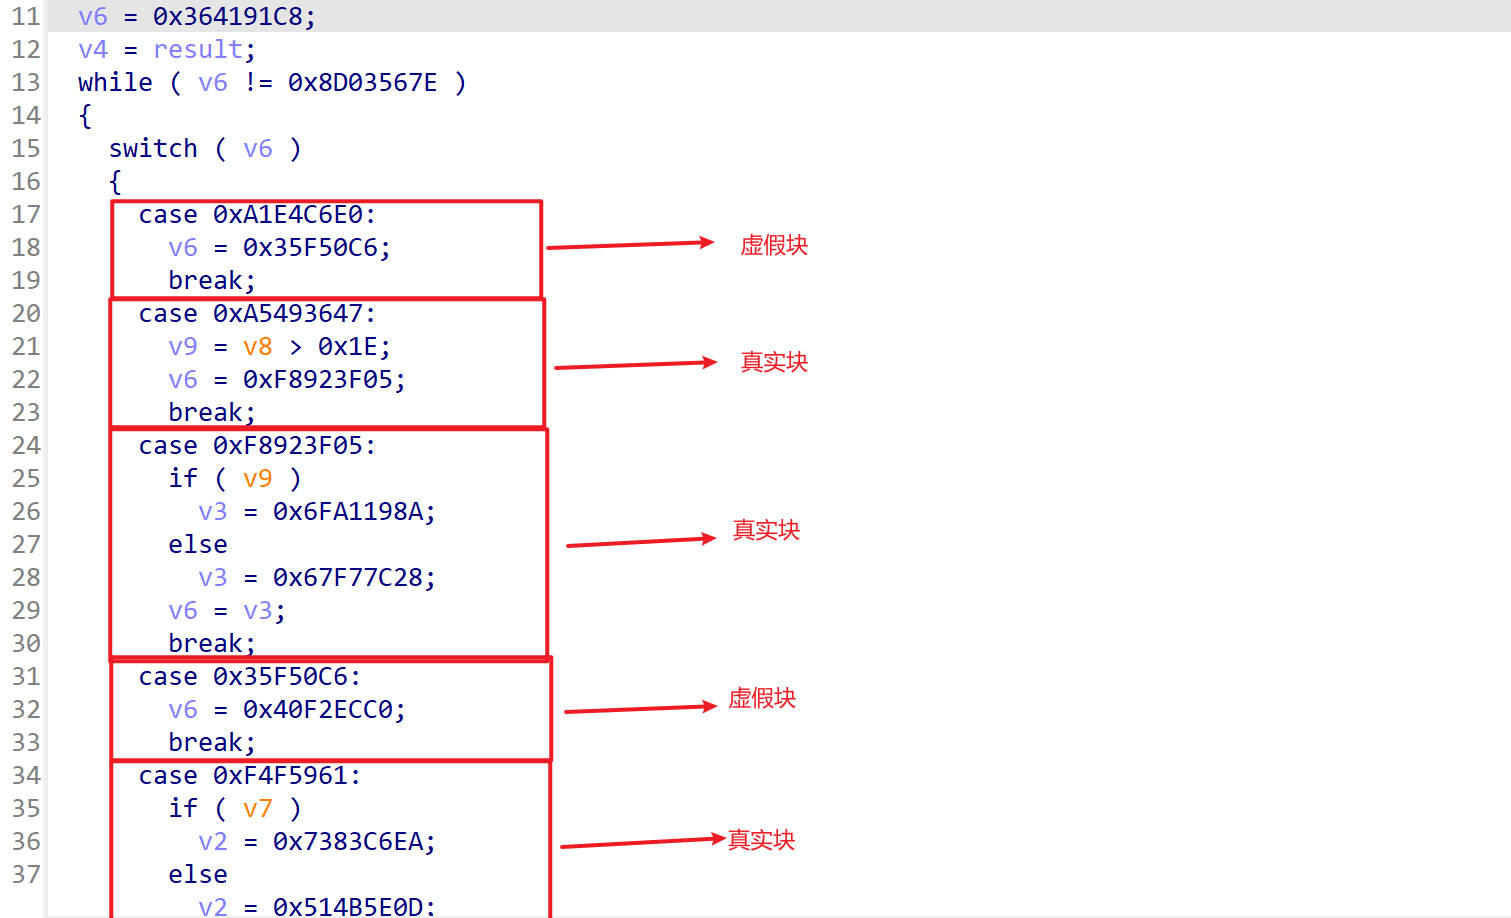 11 v6 = 0x364191C8;
12 v4 = result;
13 while ( v6 != 0x8D03567E )
14 {
15 switch ( v6 )
16 {
17 case 0xA1E4C6E0:
18 v6 = 0x35F50C6; 虚假块
19 break;
20 case 0xA5493647:
21 v9 = v8 > 0x1E; 真实块
22 v6 = 0xF8923F05;
23 break;
24 case 0xF8923F05:
25 if ( v9 )
26 v3 = 0x6FA1198A; 真实块
27 else
28 v3 = 0x67F77C28;
29 v6 = v3;
30 break;
31 case 0x35F50C6: 虚假块
32 v6 = 0x40F2ECC0;
33 break;
34 case 0xF4F5961:
35 if ( v7 )
36 v2 = 0x7383C6EA; 真实块
37 else
v2 = 0x514B5E0D;